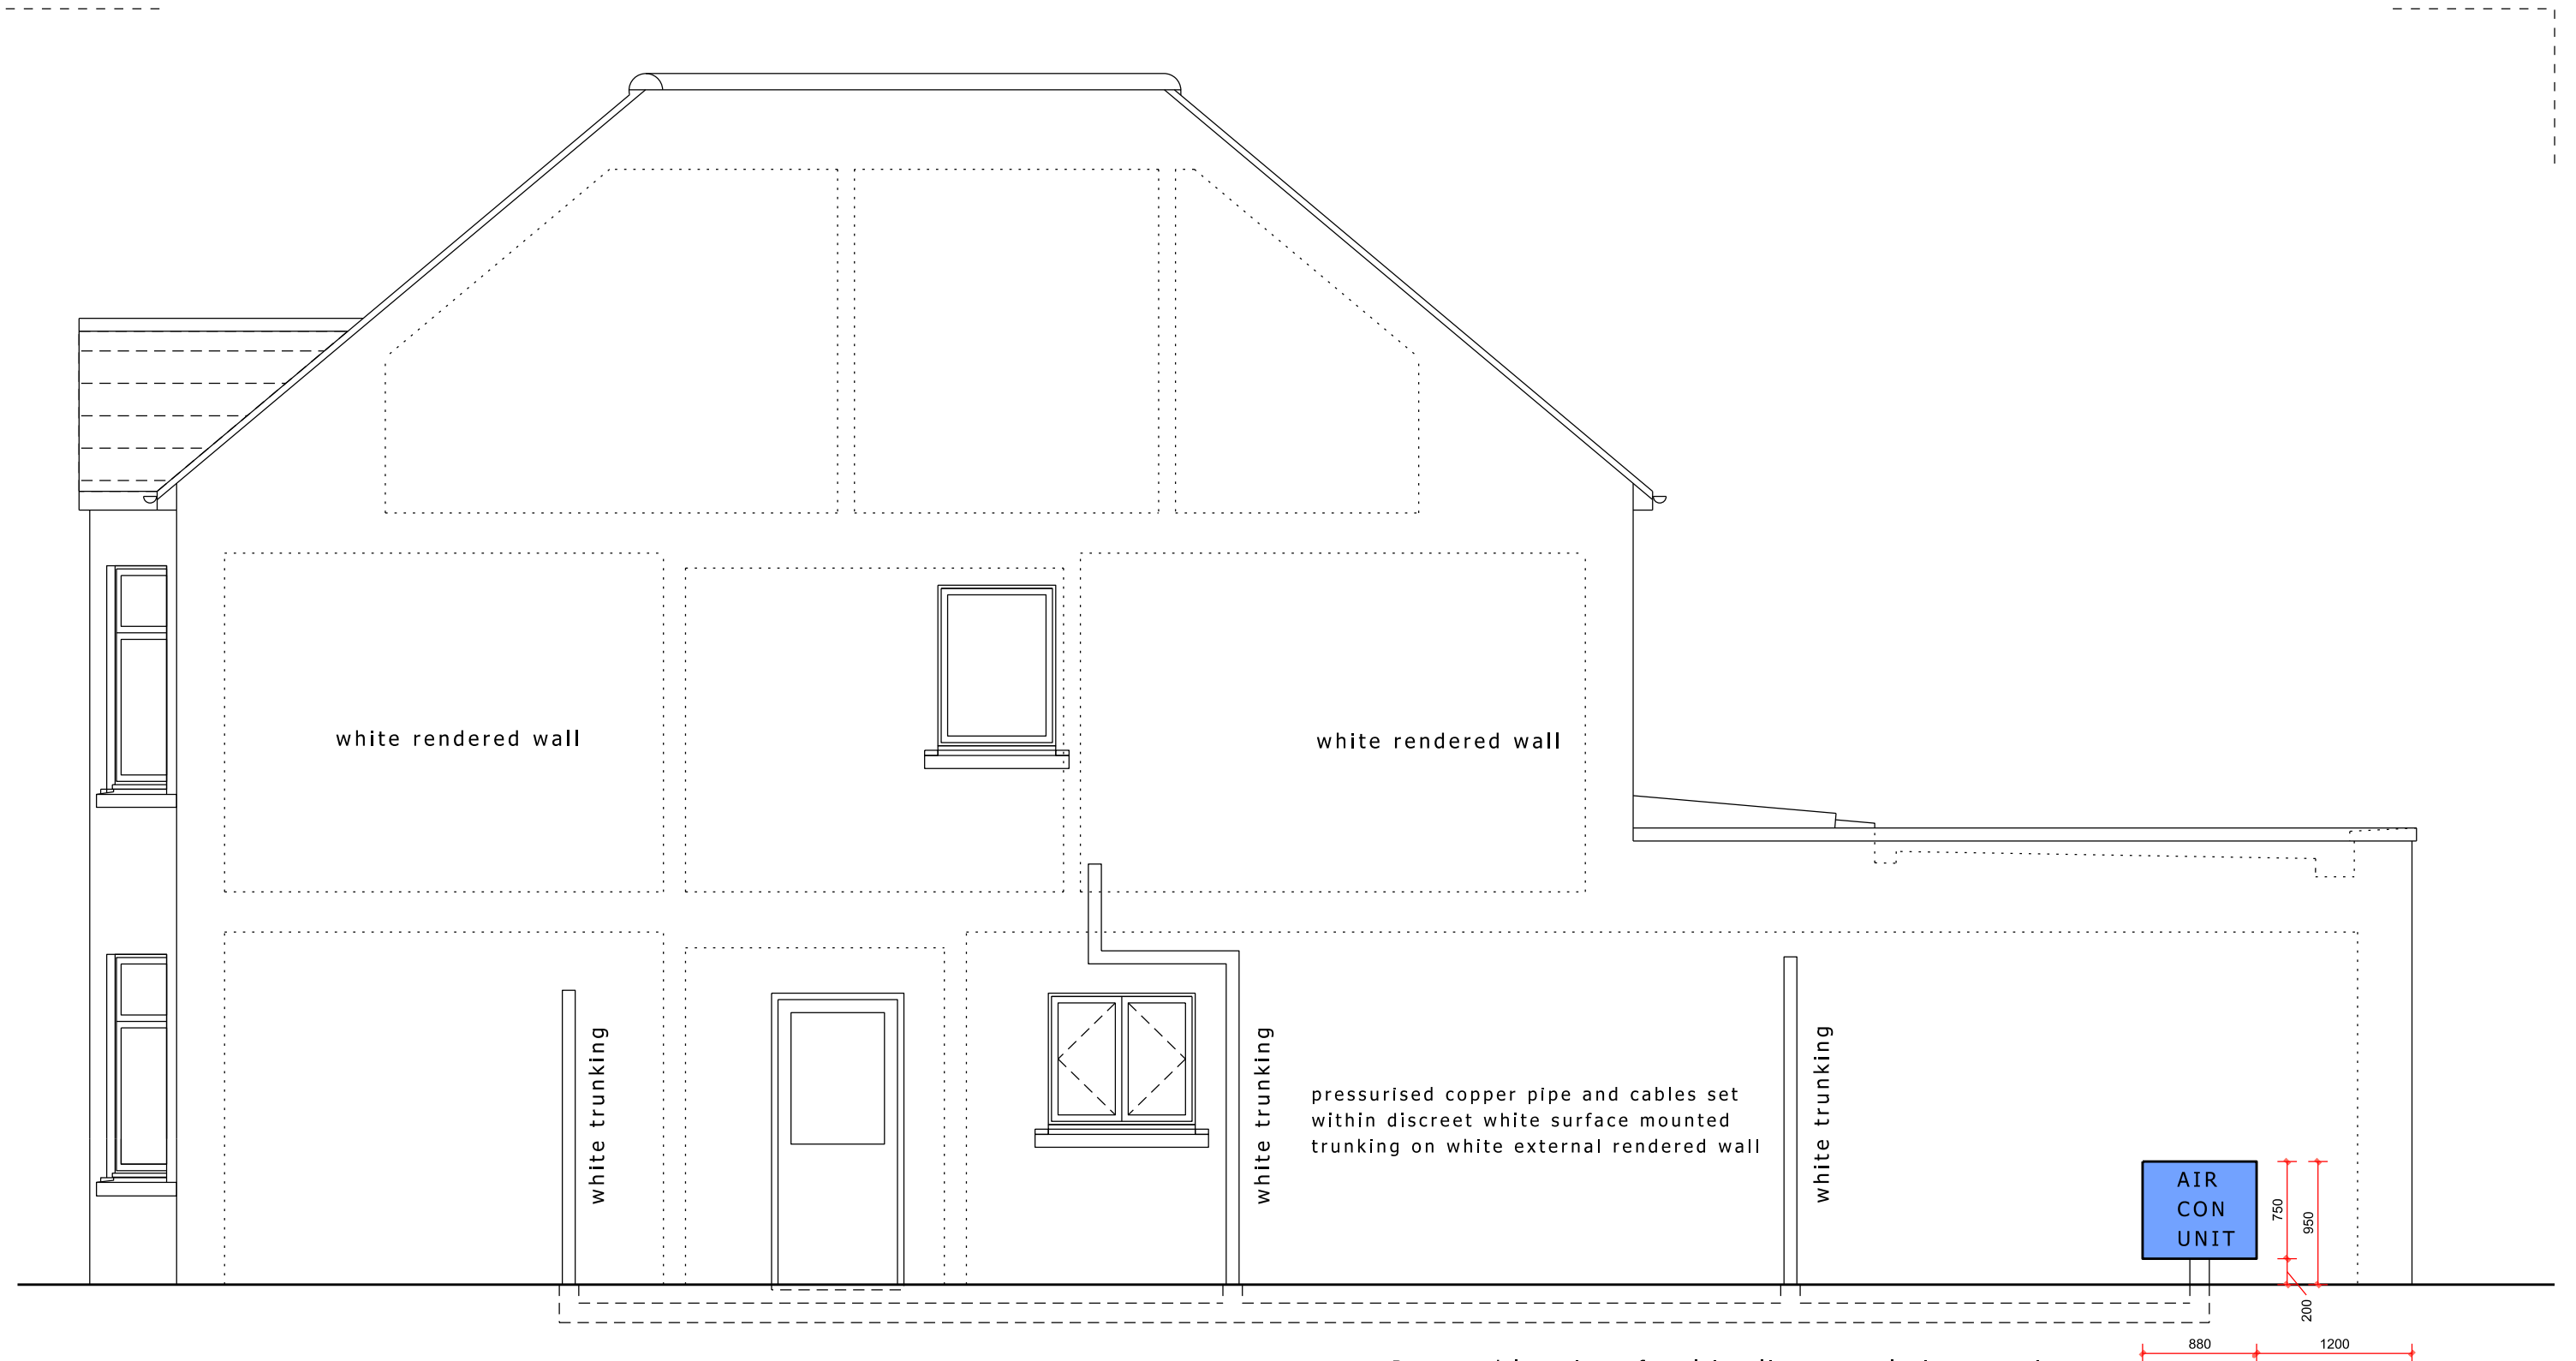 white rendered wall
white rendered wall
white trunking
white trunking
white trunking
pressurised copper pipe and cables set
within discreet white surface mounted
trunking on white external rendered wall
AIR
CON
UNIT
750
950
200
880
1200